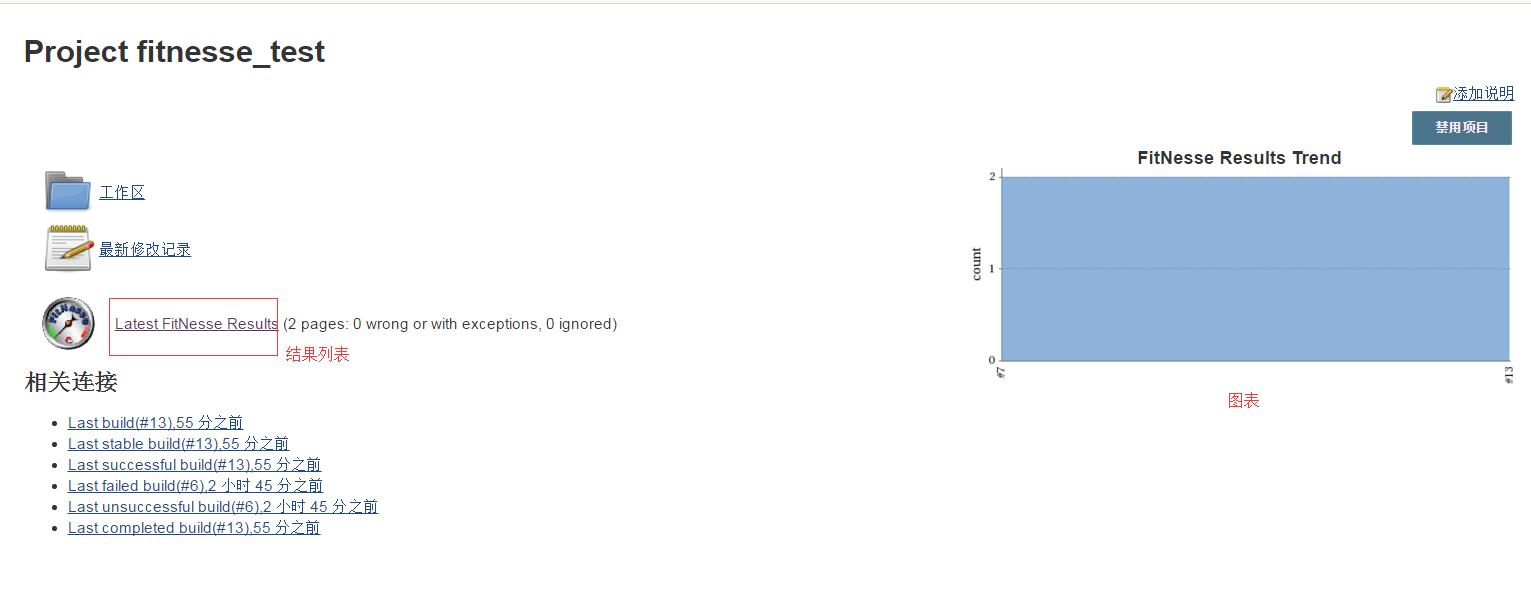 Project fitnesse_test
添加说明
禁用项目
FitNesse Results Trend
工作区
最新修改记录
Latest FitNesse Results (2 pages: 0 wrong or with exceptions, 0 ignored)
结果列表
2
count
1
0
#7
#13
图表
相关连接
Last build(#13),55 分之前
Last stable build(#13),55 分之前
Last successful build(#13),55 分之前
Last failed build(#6),2 小时 45 分之前
Last unsuccessful build(#6),2 小时 45 分之前
Last completed build(#13),55 分之前
FitNesse